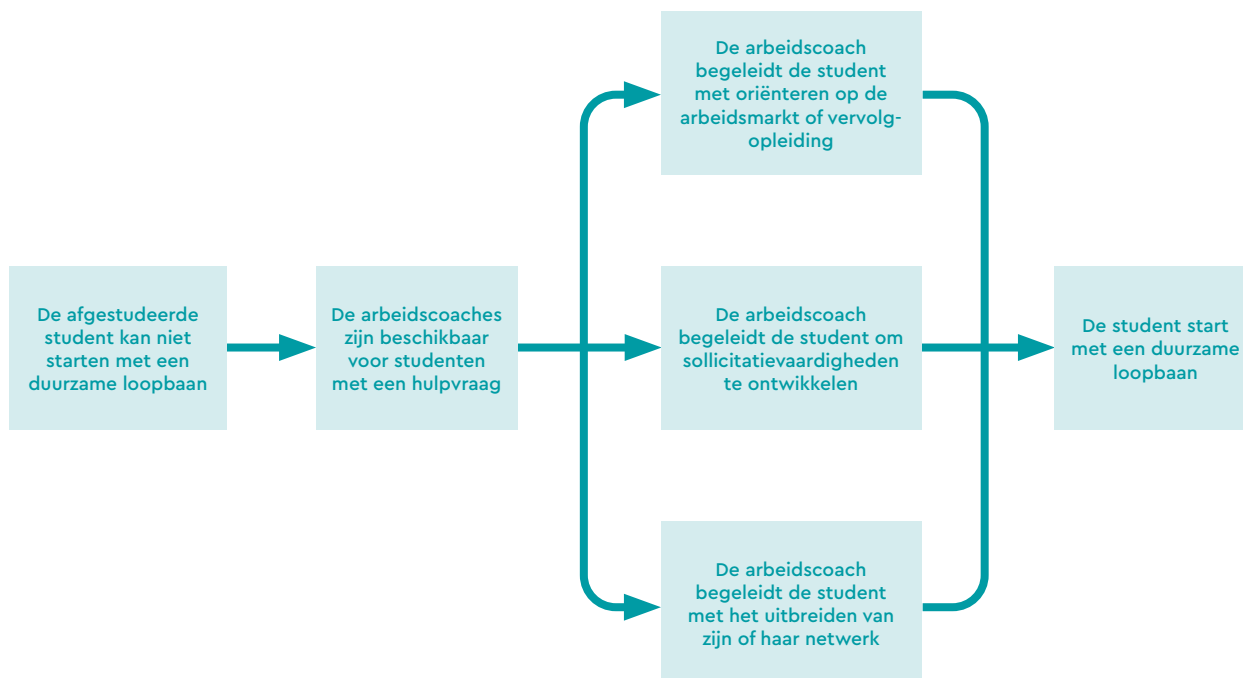 De afgestudeerde
student kan niet
starten met een
duurzame loopbaan
De arbeidscoaches
zijn beschikbaar
voor studenten
met een hulpvraag
De arbeidscoach
begeleidt de student
met oriënteren op de
arbeidsmarkt of vervolg-
opleiding
De arbeidscoach
begeleidt de student om
sollicitatievaardigheden
te ontwikkelen
De arbeidscoach
begeleidt de student
met het uitbreiden van
zijn of haar netwerk
De student start
met een duurzame
loopbaan